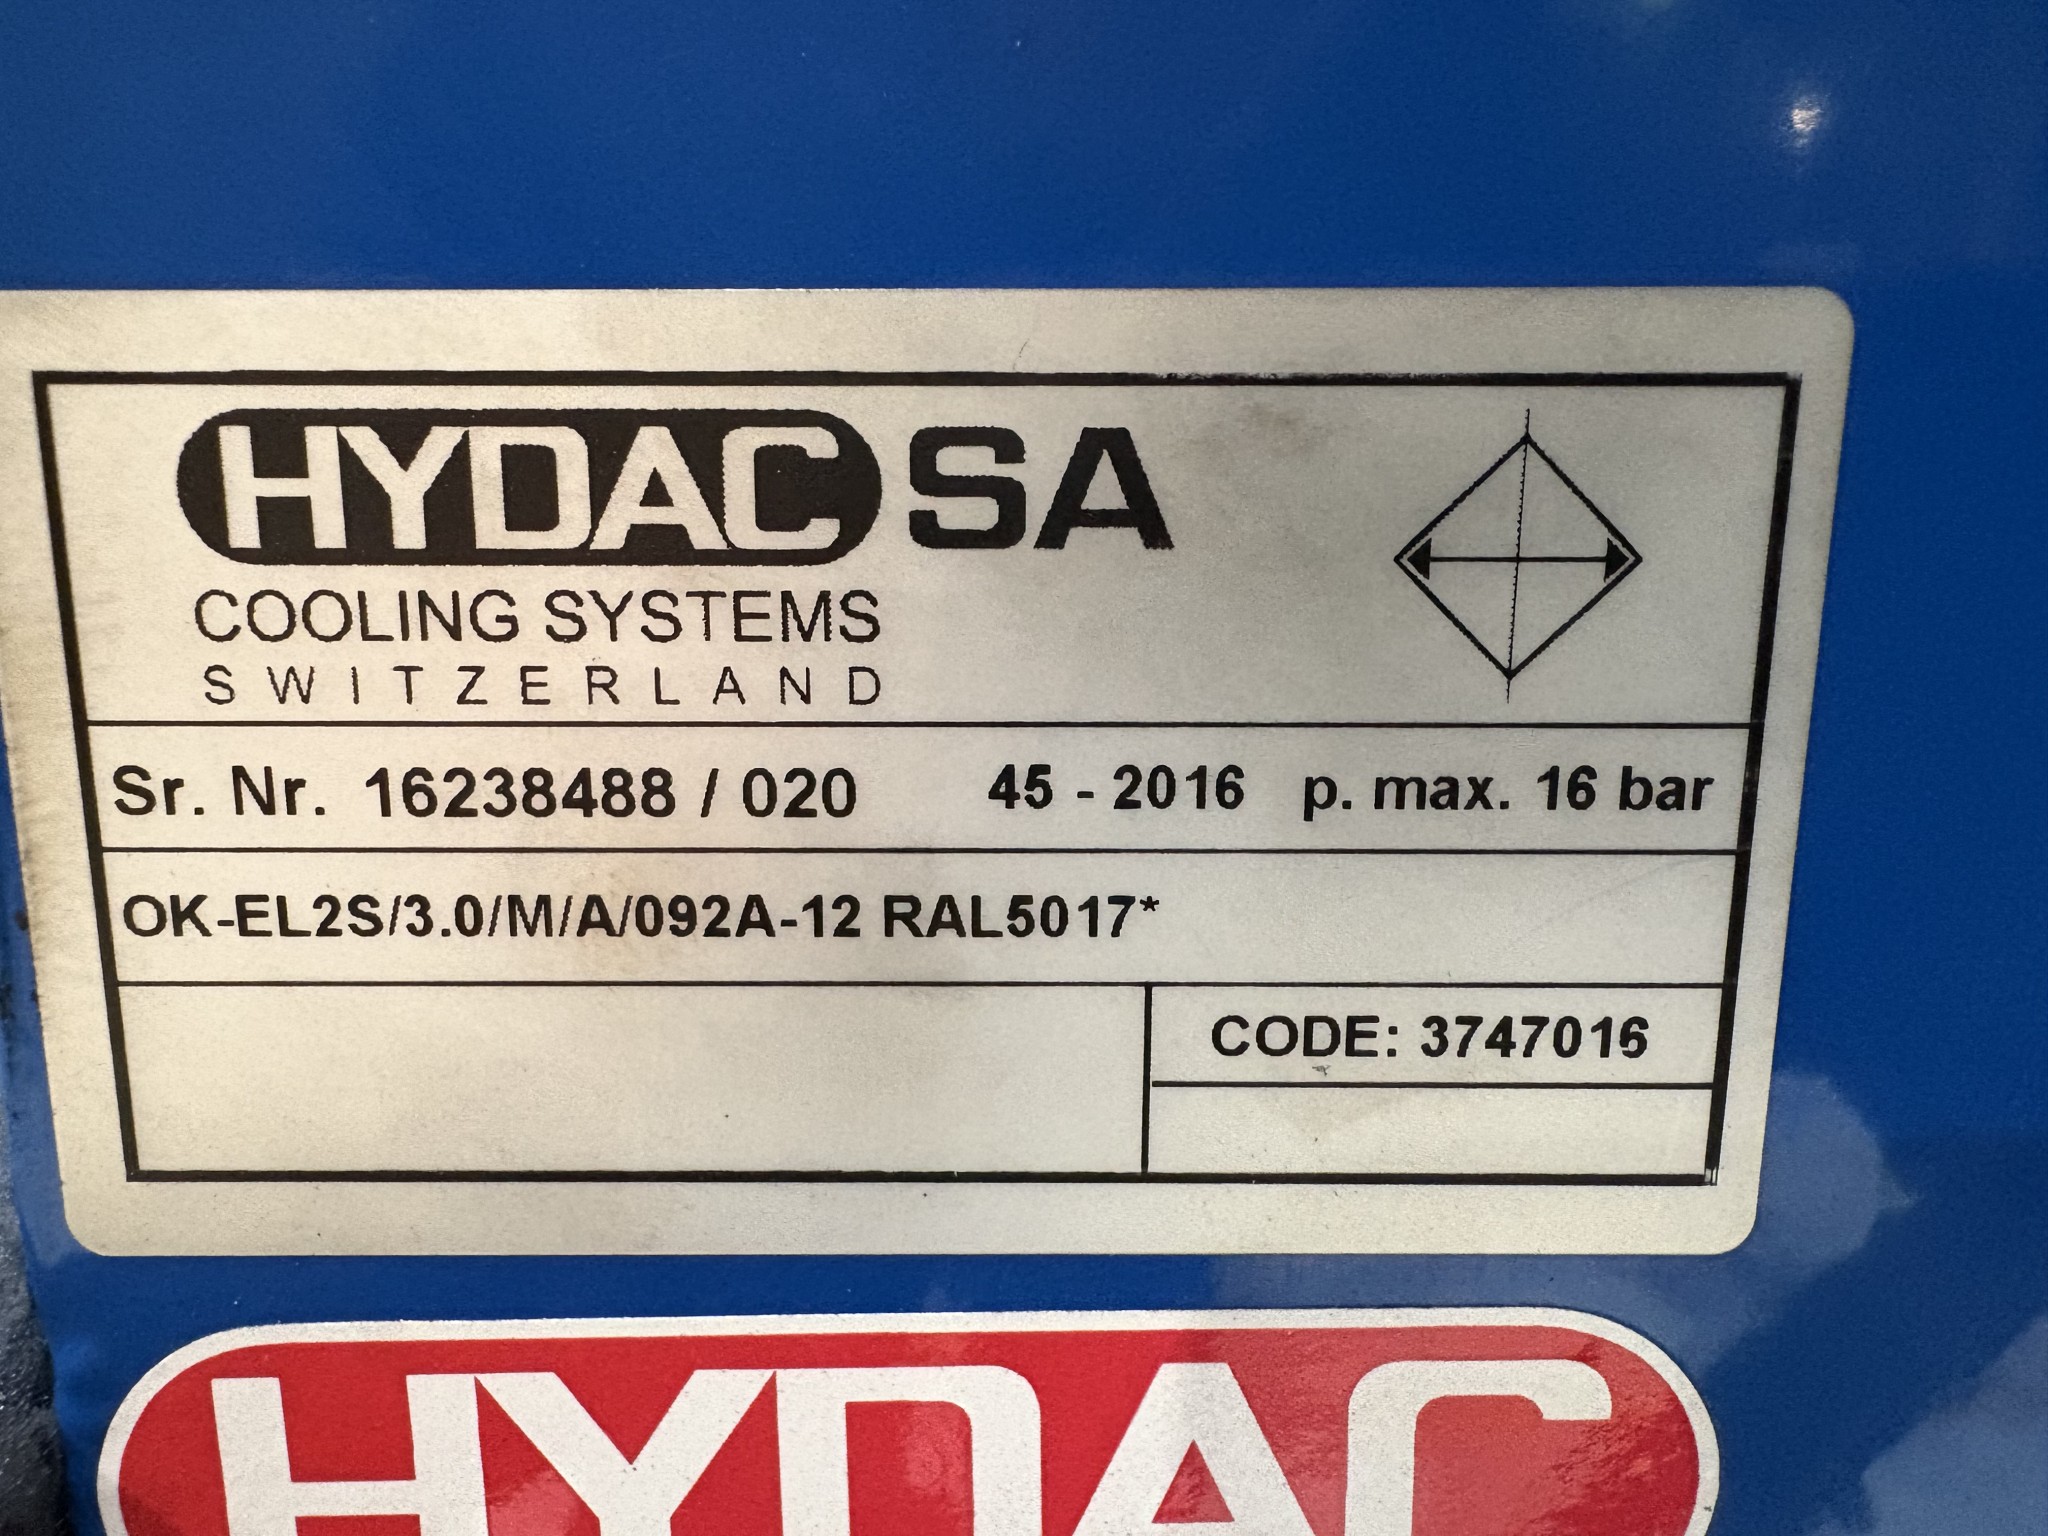 HYDAC SA
COOLING SYSTEMS
SWITZERLAND
Sr. Nr. 16238488 / 020 45 - 2016 p. max. 16 bar
OK-EL2S/3.0/M/A/092A-12 RAL5017*
CODE: 3747016
HYDAC